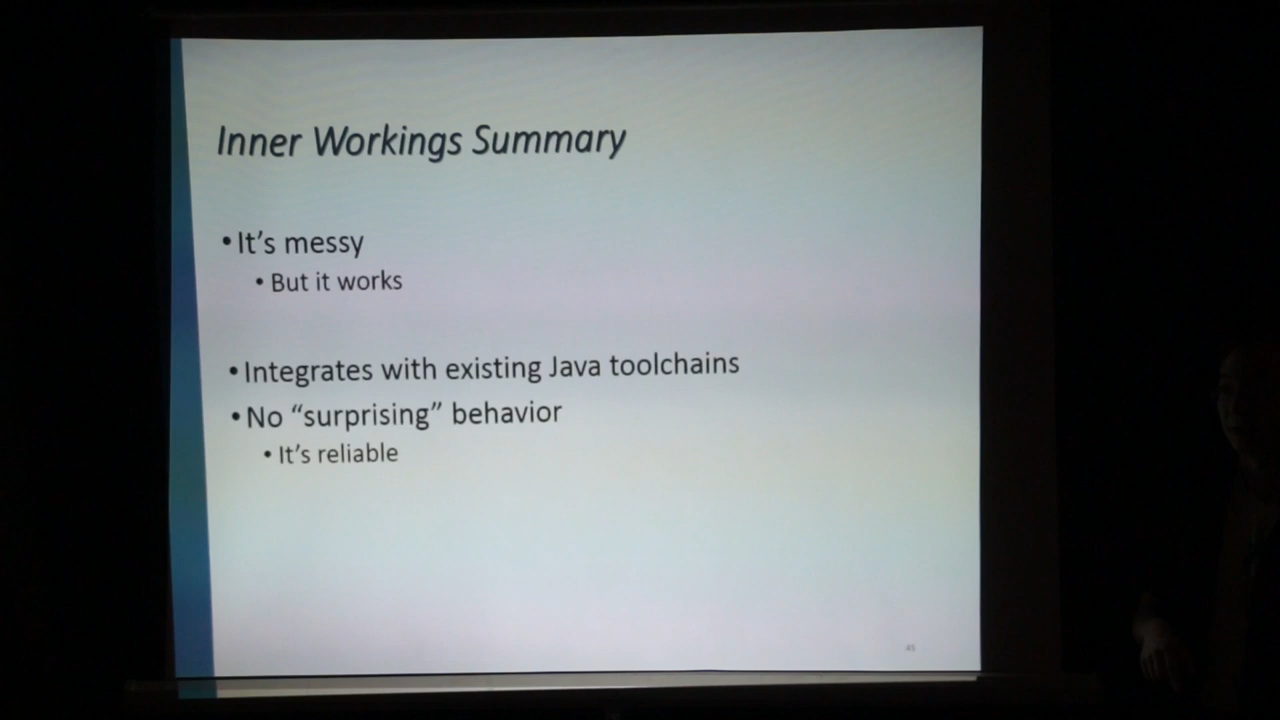 Inner Workings Summary
•It's messy
• But it works
•Integrates with existing Java toolchains
•No “surprising” behavior
• It's reliable
45